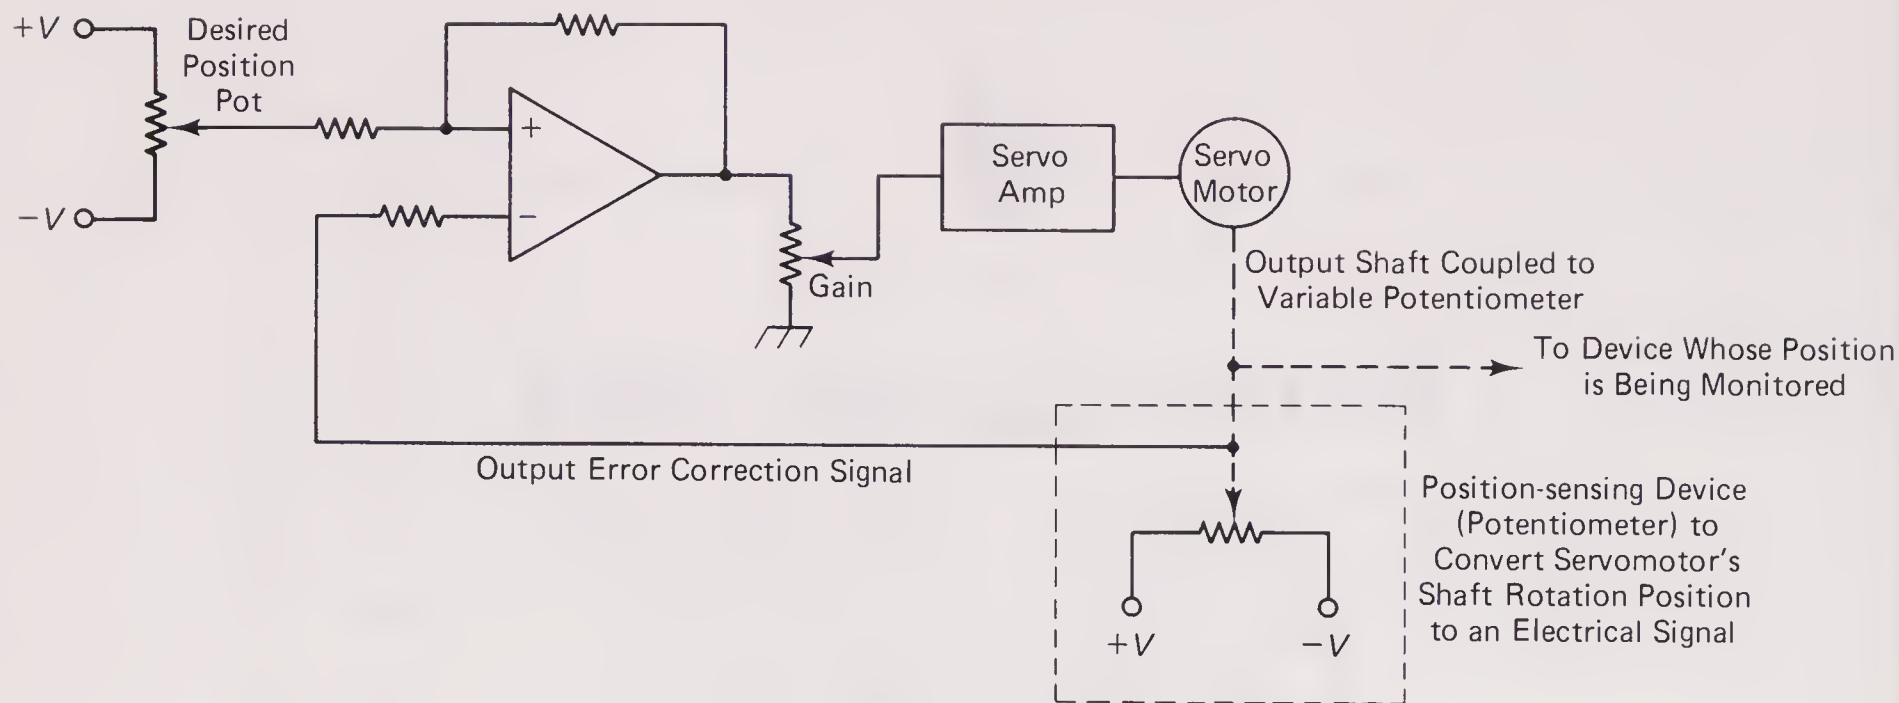 +V
Desired
Position
Pot
−V
+
−
Gain
Servo
Amp
Servo
Motor
Output Shaft Coupled to
Variable Potentiometer
To Device Whose Position
is Being Monitored
Output Error Correction Signal
Position-sensing Device
(Potentiometer) to
Convert Servomotor's
Shaft Rotation Position
to an Electrical Signal
+V
−V